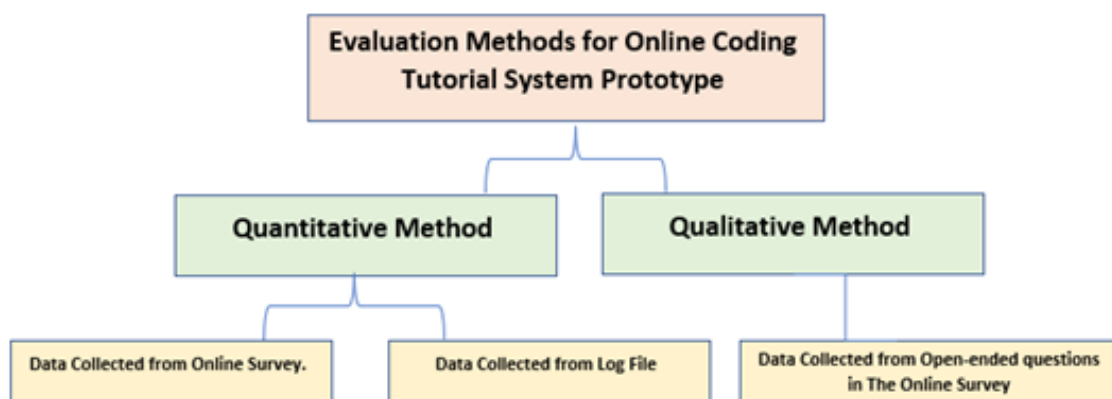 Evaluation Methods for Online Coding
Tutorial System Prototype
Quantitative Method
Qualitative Method
Data Collected from Online Survey.
Data Collected from Log File
Data Collected from Open-ended questions
in The Online Survey